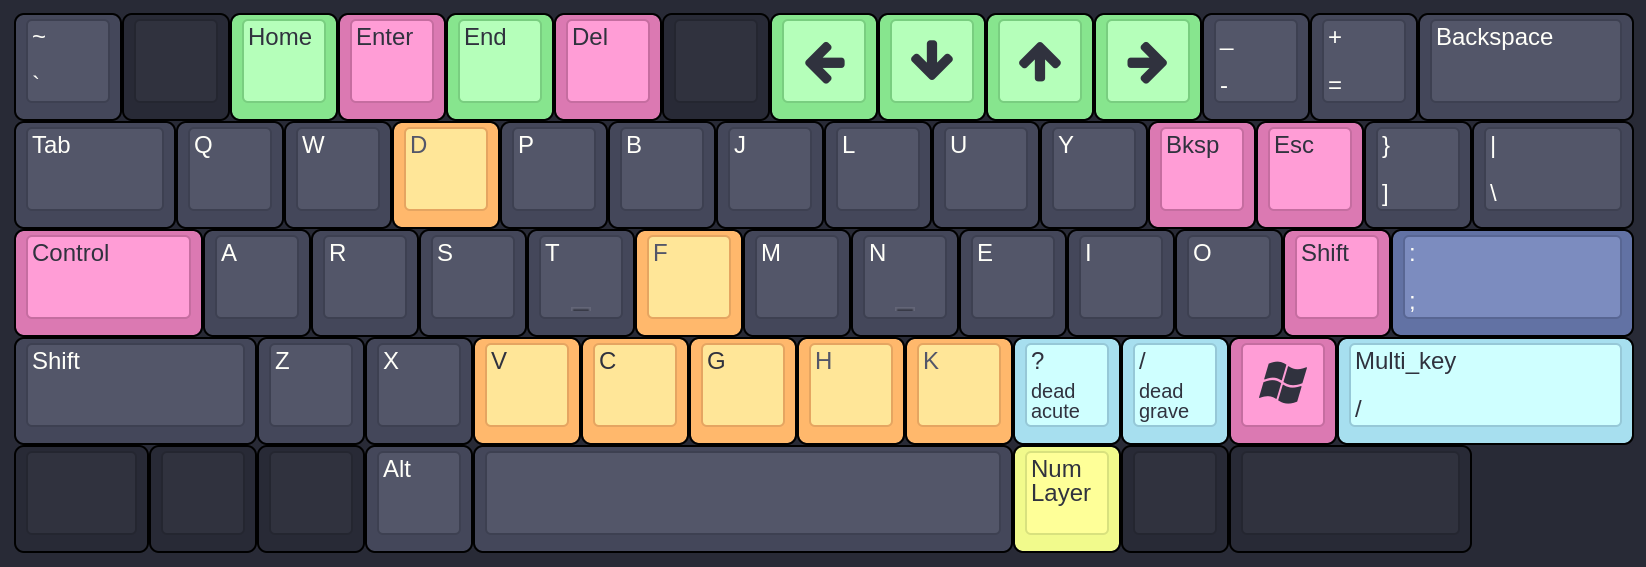 ~
`
Home
Enter
End
Del
←
↓
↑
→
_
-
+
=
Backspace
Tab
Q
W
D
P
B
J
L
U
Y
Bksp
Esc
}
]
|
\
Control
A
R
S
T
F
M
N
E
I
O
Shift
:
;
Shift
Z
X
V
C
G
H
K
?
dead
acute
/
dead
grave
Multi_key
/
Alt
Num
Layer